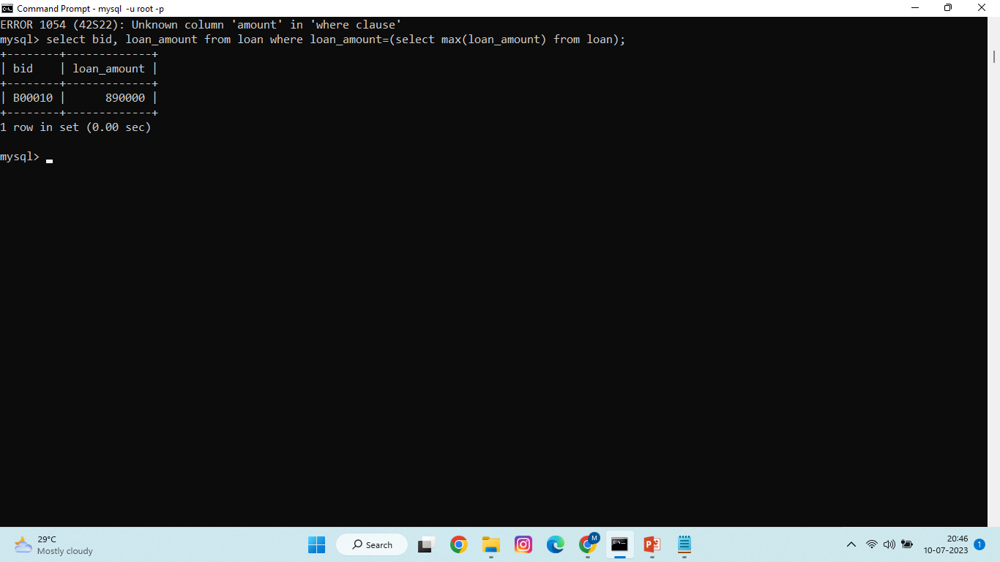 Command Prompt - mysql -u root -p
ERROR 1054 (42S22): Unknown column 'amount' in 'where clause'
mysql> select bid, loan_amount from loan where loan_amount=(select max(loan_amount) from loan);
+--------+-------------+
| bid    | loan_amount |
+--------+-------------+
| B00010 |      890000 |
+--------+-------------+
1 row in set (0.00 sec)
mysql>
29°C
Mostly cloudy
Search
M
20:46
10-07-2023
1